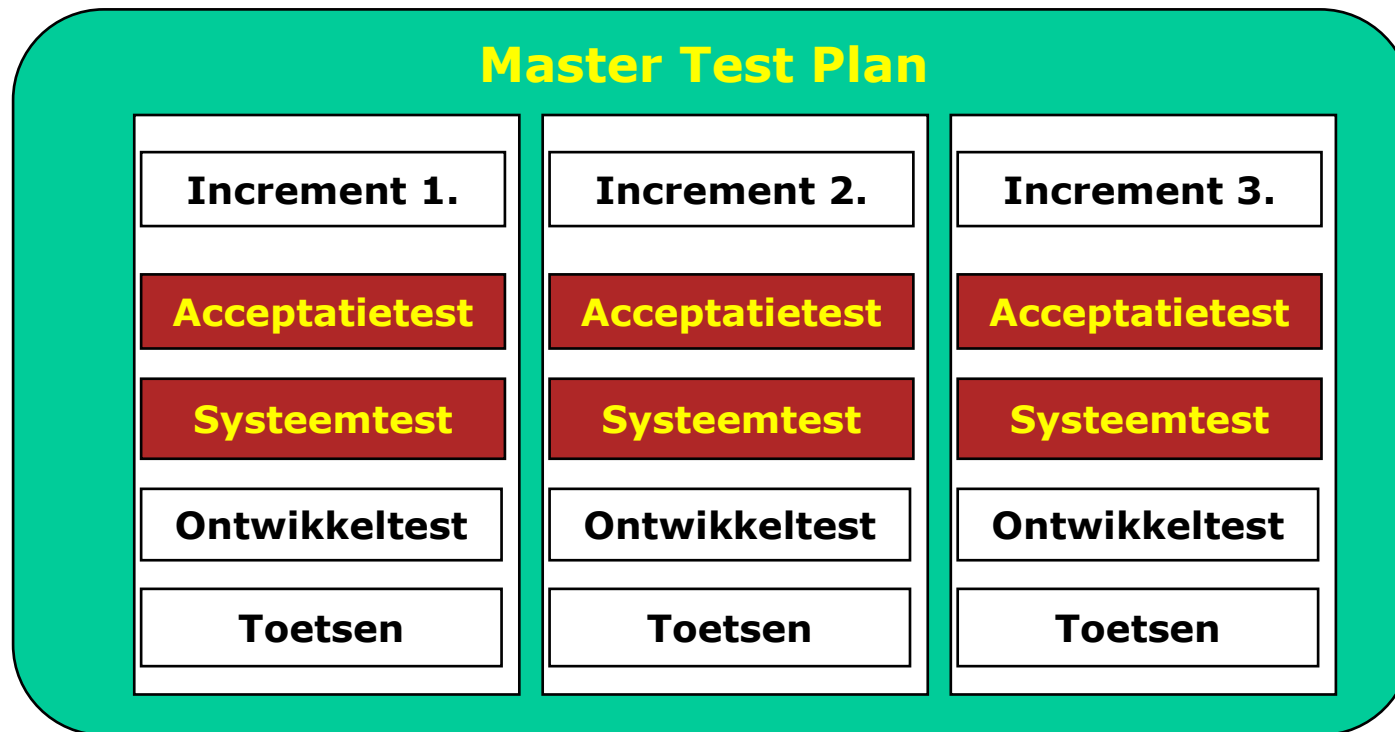 Master Test Plan
Increment 1.
Acceptatietest
Systeemtest
Ontwikkeltest
Toetsen
Increment 2.
Acceptatietest
Systeemtest
Ontwikkeltest
Toetsen
Increment 3.
Acceptatietest
Systeemtest
Ontwikkeltest
Toetsen